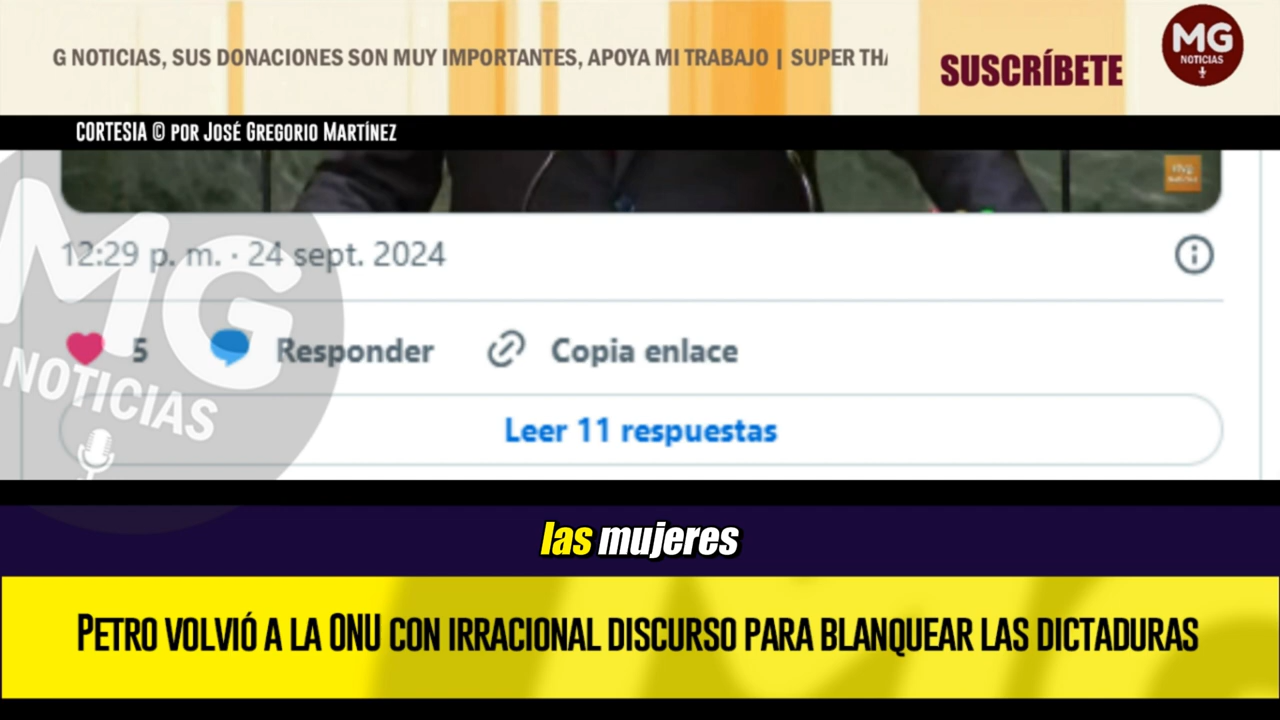 G NOTICIAS, SUS DONACIONES SON MUY IMPORTANTES, APOYA MI TRABAJO | SUPER
SUSCRÍBETE
MG
NOTICIAS
CORTESIA © POR JOSÉ GREGORIO MARTÍNEZ
12:29 p. m. · 24 sept. 2024
MG
NOTICIAS
5 Responder Copia enlace
Leer 11 respuestas
las mujeres
PETRO VOLVIÓ A LA ONU CON IRRACIONAL DISCURSO PARA BLANQUEAR LAS DICTADURAS